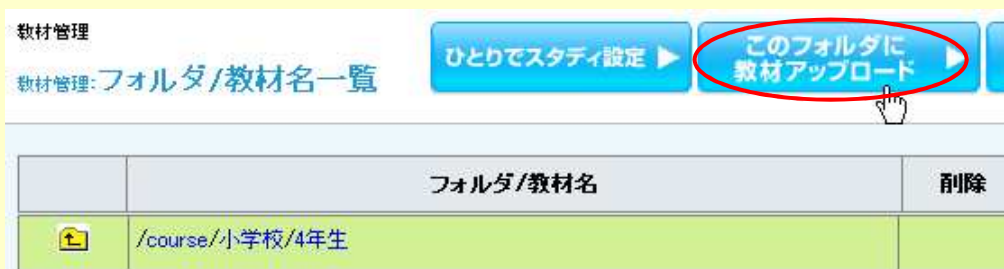 教材管理
教材管理:フォルダ/教材名一覧
ひとりでスタディ設定 ▶
このフォルダに
教材アップロード ▶
フォルダ/教材名
削除
/course/小学校/4年生